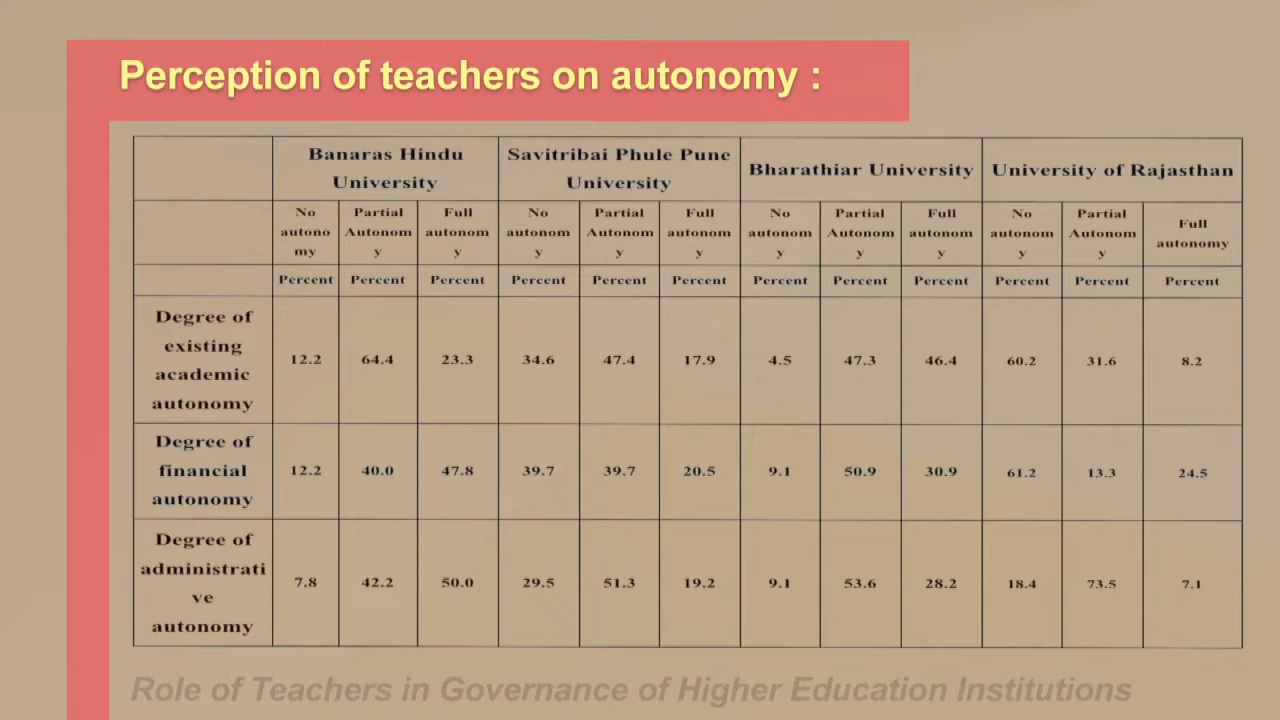 Perception of teachers on autonomy :
Banaras Hindu University Savitribai Phule Pune University Bharathiar University University of Rajasthan
No autono my Partial Autonom y Full autonom y No autonom y Partial Autonom y Full autonom y No autonom y Partial Autonom y Full autonom y No autonom y Partial Autonom y Full autonomy
Percent Percent Percent Percent Percent Percent Percent Percent Percent Percent Percent Percent
Degree of existing academic autonomy 12.2 64.4 23.3 34.6 47.4 17.9 4.5 47.3 46.4 60.2 31.6 8.2
Degree of financial autonomy 12.2 40.0 47.8 39.7 39.7 20.5 9.1 50.9 30.9 61.2 13.3 24.5
Degree of administrati ve autonomy 7.8 42.2 50.0 29.5 51.3 19.2 9.1 53.6 28.2 18.4 73.5 7.1
Role of Teachers in Governance of Higher Education Institutions